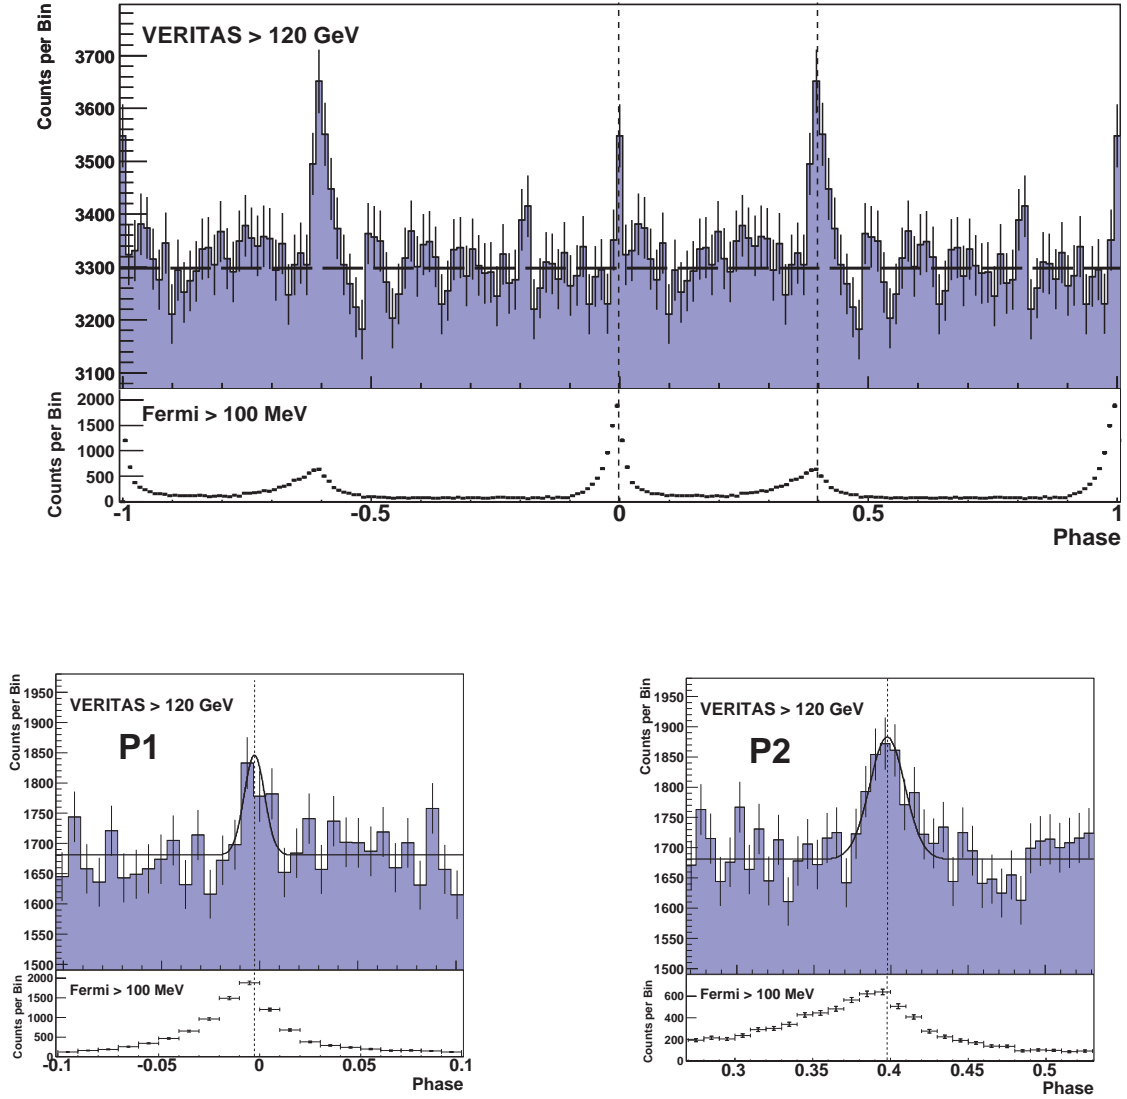 VERITAS > 120 GeV
Counts per Bin
3700
3600
3500
3400
3300
3200
3100
Fermi > 100 MeV
Counts per Bin
2000
1500
1000
500
0
-1 -0.5 0 0.5 1
Phase
VERITAS > 120 GeV
P1
Counts per Bin
1950
1900
1850
1800
1750
1700
1650
1600
1550
1500
Fermi > 100 MeV
Counts per Bin
2000
1500
1000
500
0
-0.1 -0.05 0 0.05 0.1
Phase
VERITAS > 120 GeV
P2
Counts per Bin
1950
1900
1850
1800
1750
1700
1650
1600
1550
1500
Fermi > 100 MeV
Counts per Bin
600
400
200
0
0.3 0.35 0.4 0.45 0.5
Phase